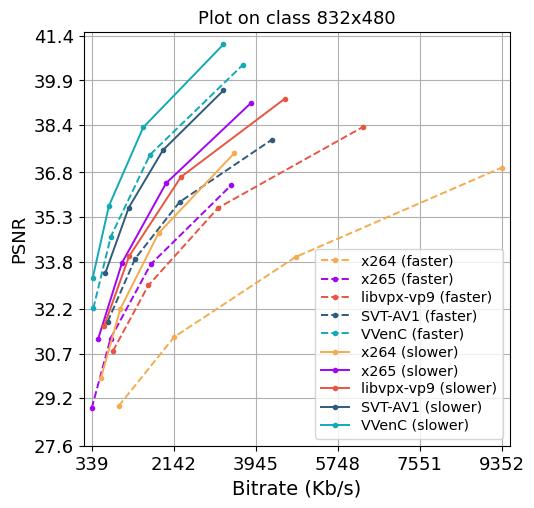 Plot on class 832x480
41.4
39.9
38.4
36.8
35.3
33.8
32.2
30.7
29.2
27.6
PSNR
x264 (faster)
x265 (faster)
libvpx-vp9 (faster)
SVT-AV1 (faster)
VVenC (faster)
x264 (slower)
x265 (slower)
libvpx-vp9 (slower)
SVT-AV1 (slower)
VVenC (slower)
339 2142 3945 5748 7551 9352
Bitrate (Kb/s)